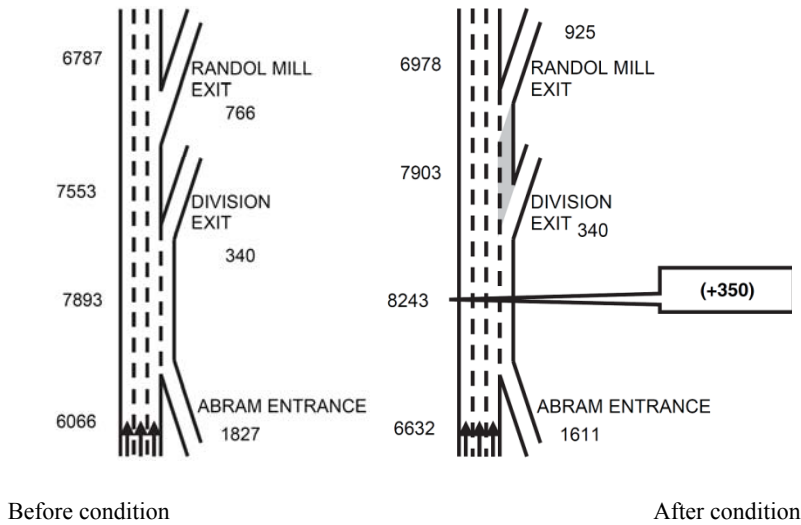 6787
RANDOL MILL
EXIT
766
7553
DIVISION
EXIT
340
7893
6066
ABRAM ENTRANCE
1827
Before condition
925
6978
RANDOL MILL
EXIT
7903
DIVISION
EXIT 340
8243
(+350)
6632
ABRAM ENTRANCE
1611
After condition